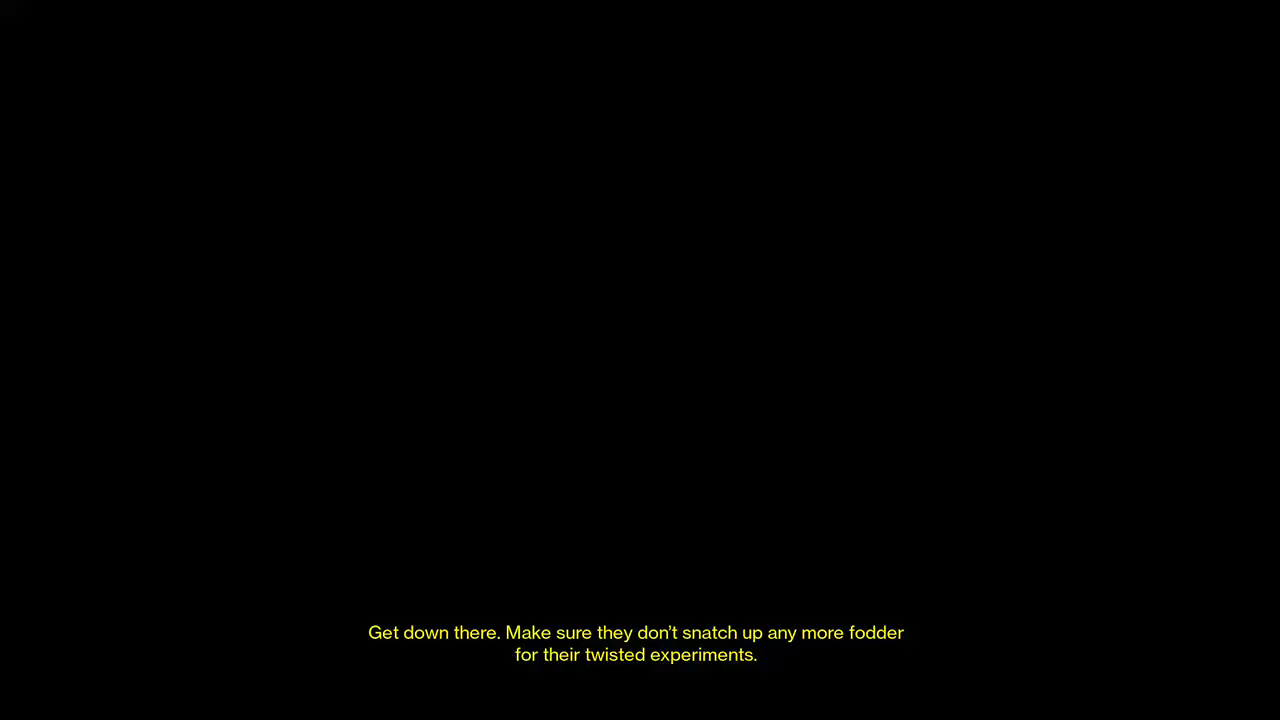 Get down there. Make sure they don’t snatch up any more fodder
for their twisted experiments.